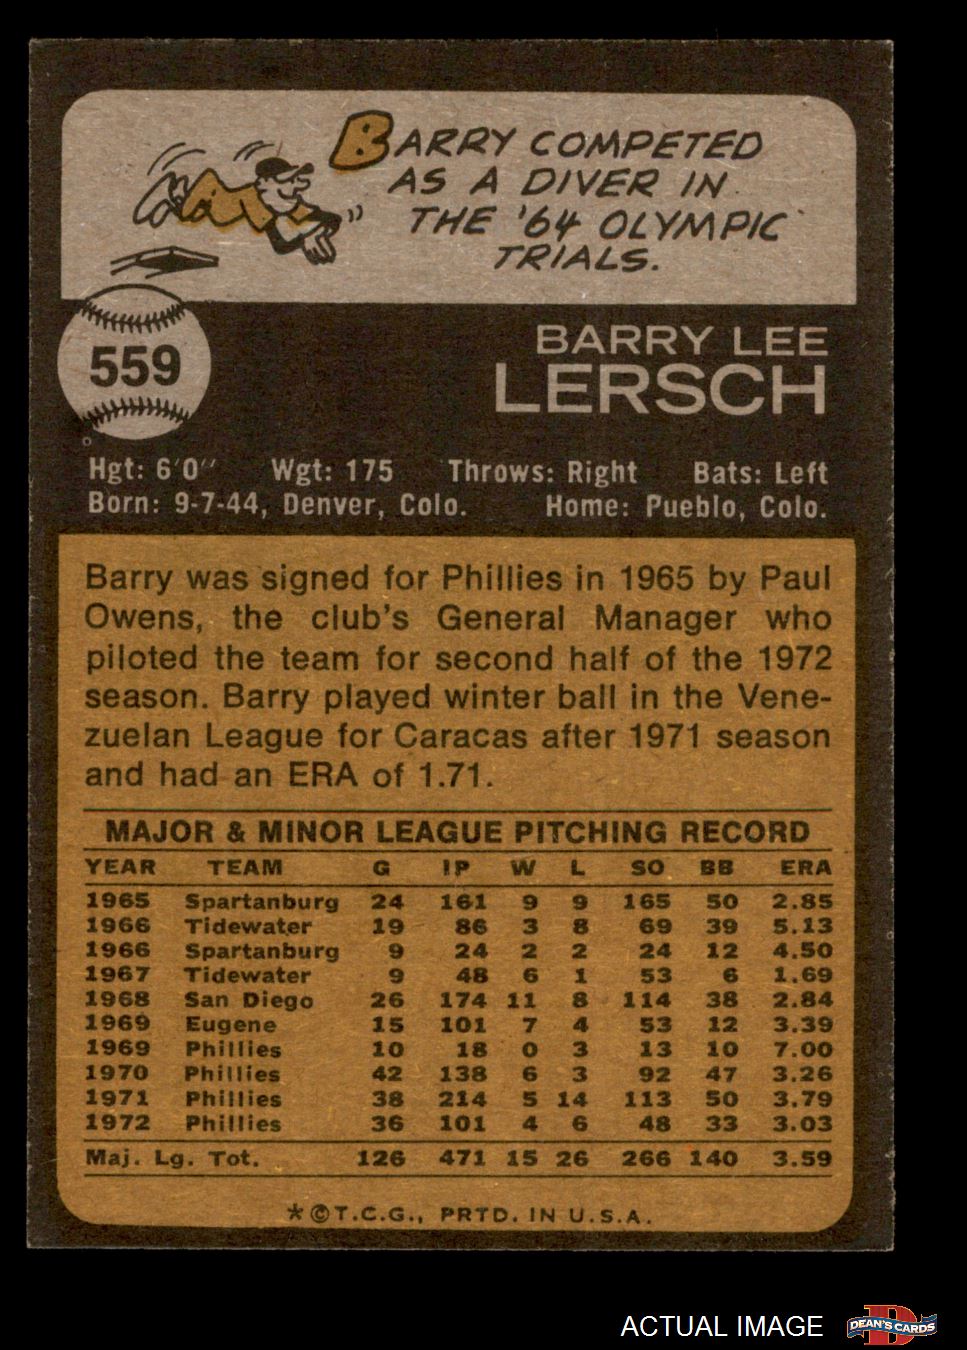 BARRY COMPETED
AS A DIVER IN
THE '64 OLYMPIC
TRIALS.
559
BARRY LEE
LERSCH
Hgt: 6'0" Wgt: 175 Throws: Right Bats: Left
Born: 9-7-44, Denver, Colo. Home: Pueblo, Colo.
Barry was signed for Phillies in 1965 by Paul
Owens, the club's General Manager who
piloted the team for second half of the 1972
season. Barry played winter ball in the Vene-
zuelan League for Caracas after 1971 season
and had an ERA of 1.71.
MAJOR & MINOR LEAGUE PITCHING RECORD
YEAR TEAM G IP W L SO BB ERA
1965 Spartanburg 24 161 9 9 165 50 2.85
1966 Tidewater 19 86 3 8 69 39 5.13
1966 Spartanburg 9 24 2 2 24 12 4.50
1967 Tidewater 9 48 6 1 53 6 1.69
1968 San Diego 26 174 11 8 114 38 2.84
1969 Eugene 15 101 7 4 53 12 3.39
1969 Phillies 10 18 0 3 13 10 7.00
1970 Phillies 42 138 6 3 92 47 3.26
1971 Phillies 38 214 5 14 113 50 3.79
1972 Phillies 36 101 4 6 48 33 3.03
Maj. Lg. Tot. 126 471 15 26 266 140 3.59
*©T.C.G., PRTD. IN U.S.A.
ACTUAL IMAGE
D
DEAN'S CARDS